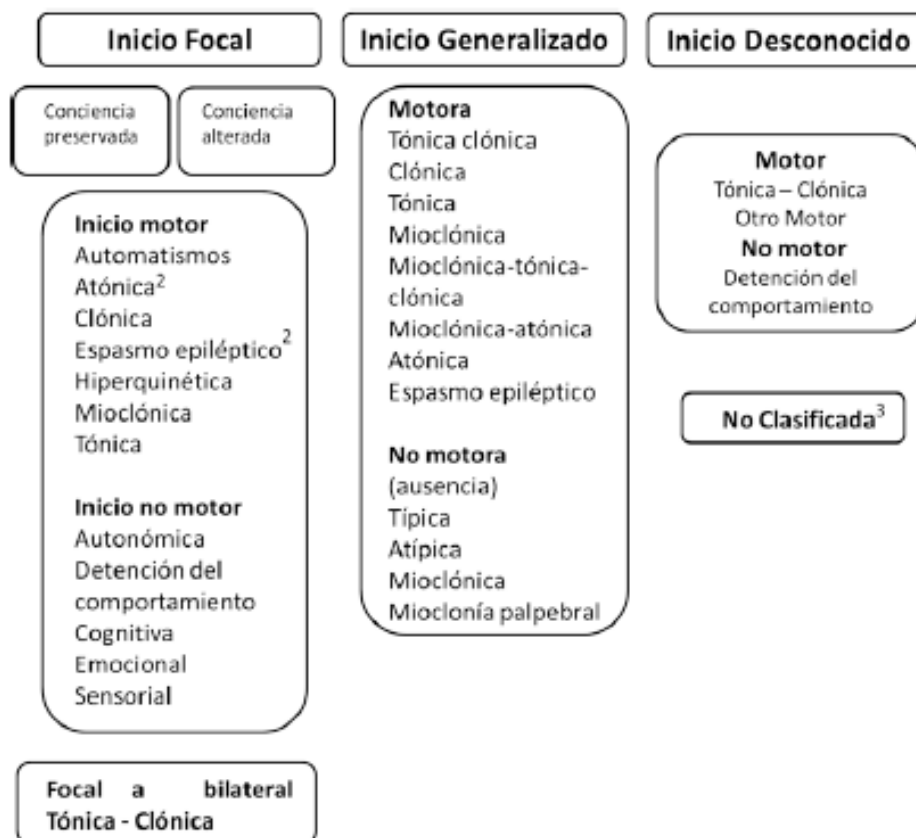 Inicio Focal
Conciencia
preservada
Conciencia
alterada
Inicio motor
Automatismos
Atónica²
Clónica
Espasmo epiléptico²
Hiperquinética
Mioclónica
Tónica
Inicio no motor
Autonómica
Detención del
comportamiento
Cognitiva
Emocional
Sensorial
Focal a bilateral
Tónica - Clónica
Inicio Generalizado
Motora
Tónica clónica
Clónica
Tónica
Mioclónica
Mioclónica-tónica-
clónica
Mioclónica-atónica
Atónica
Espasmo epiléptico
No motora
(ausencia)
Típica
Atípica
Mioclónica
Mioclonía palpebral
Inicio Desconocido
Motor
Tónica – Clónica
Otro Motor
No motor
Detención del
comportamiento
No Clasificada³